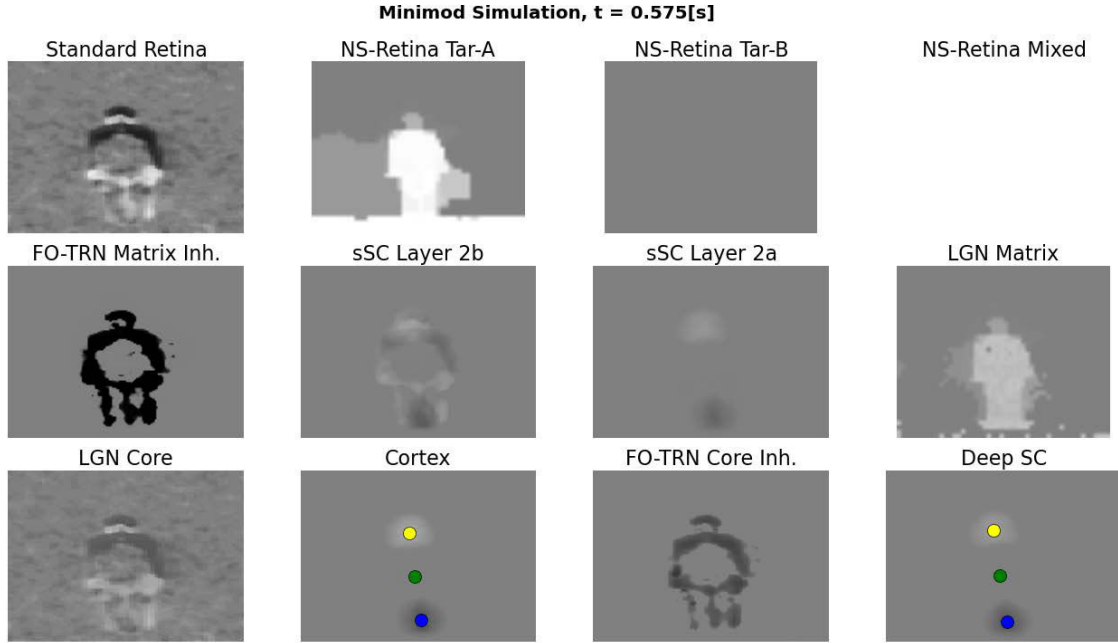 Minimod Simulation, t = 0.575[s]
Standard Retina
NS-Retina Tar-A
NS-Retina Tar-B
NS-Retina Mixed
FO-TRN Matrix Inh.
sSC Layer 2b
sSC Layer 2a
LGN Matrix
LGN Core
Cortex
FO-TRN Core Inh.
Deep SC